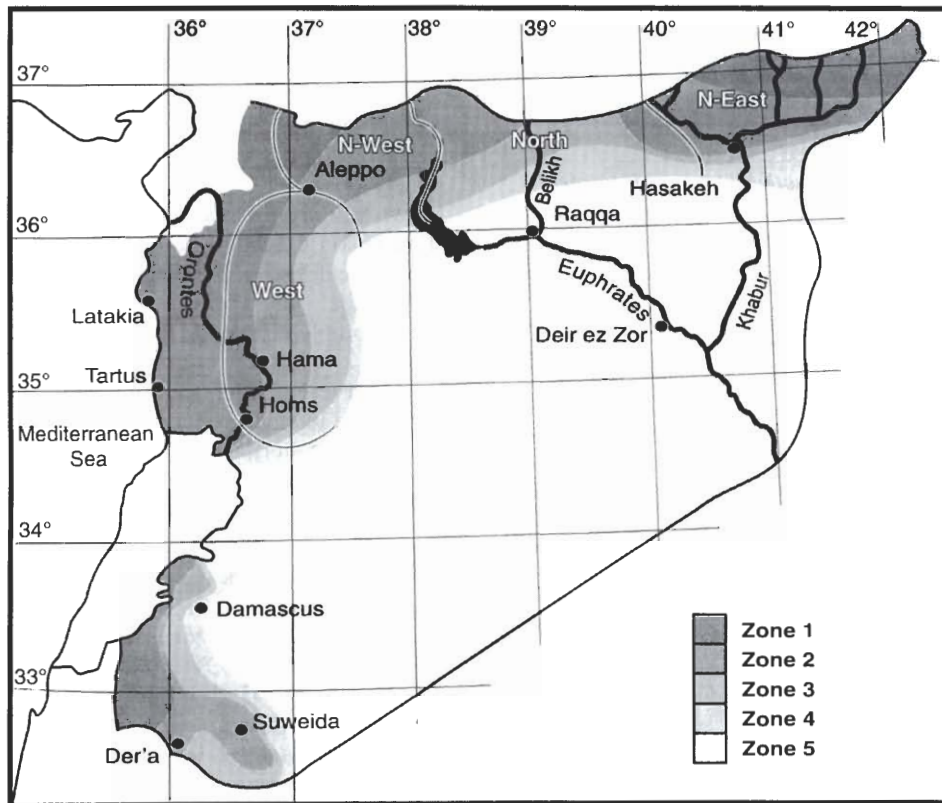 36°
37°
38°
39°
40°
41°
42°
37°
N-East
N-West
North
Aleppo
Belikh
Hasakeh
Raqqa
36°
Orontes
West
Euphrates
Khabur
Latakia
Deir ez Zor
Hama
Tartus
35°
Homs
Mediterranean
Sea
34°
Damascus
Zone 1
Zone 2
33°
Zone 3
Suweida
Zone 4
Der'a
Zone 5